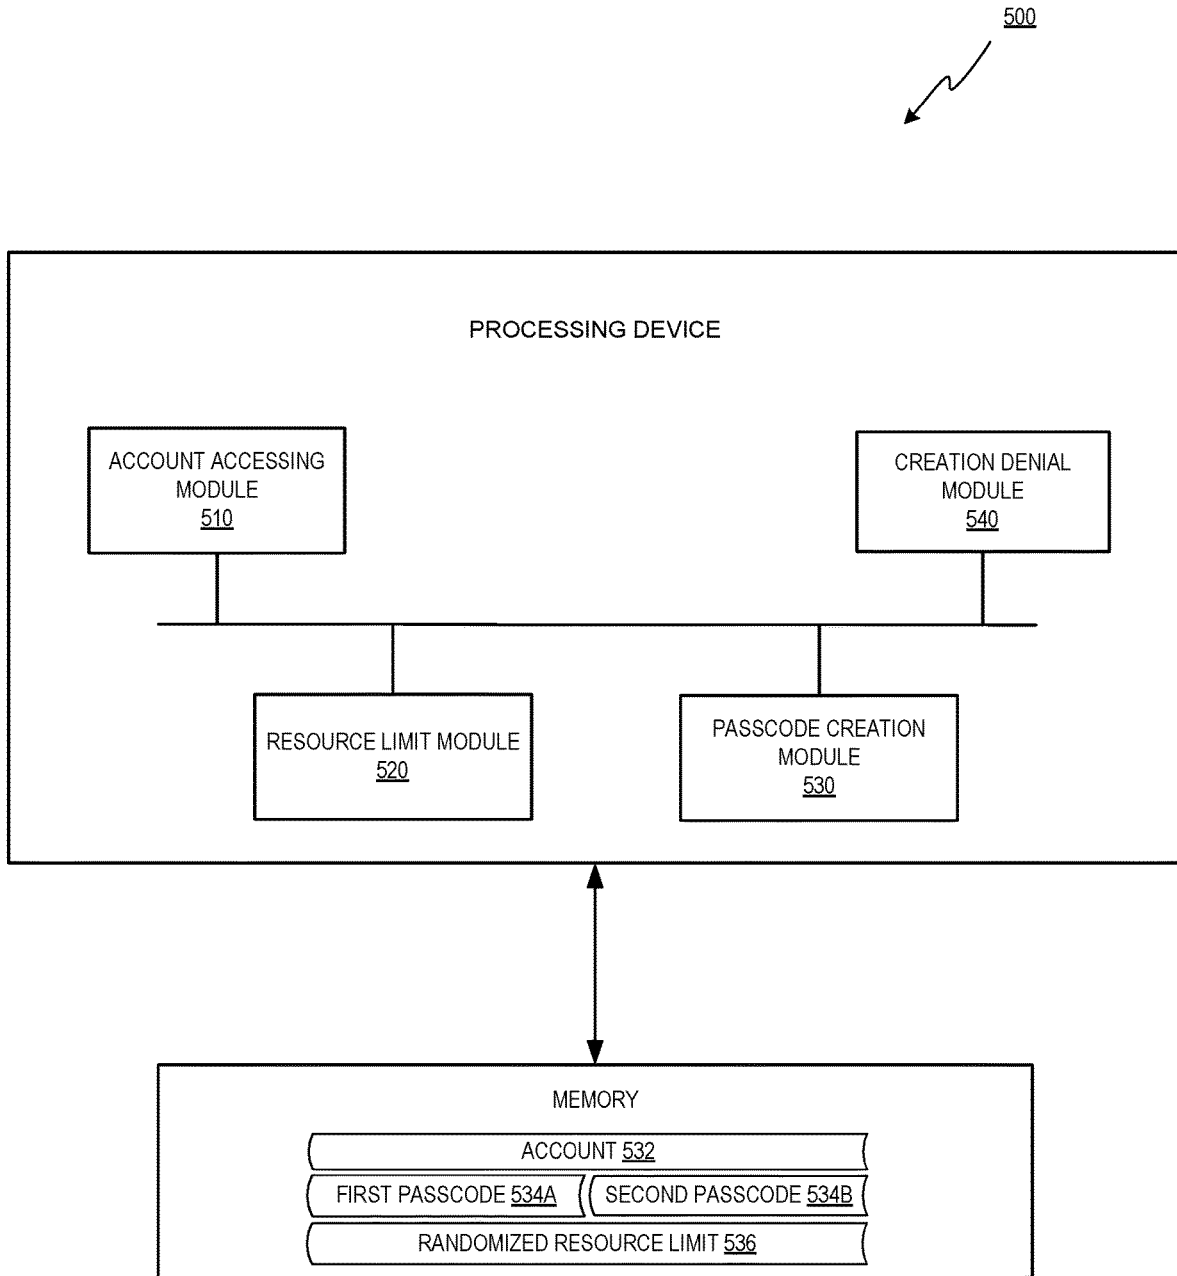 500
PROCESSING DEVICE
ACCOUNT ACCESSING
MODULE
510
CREATION DENIAL
MODULE
540
RESOURCE LIMIT MODULE
520
PASSCODE CREATION
MODULE
530
MEMORY
ACCOUNT 532
FIRST PASSCODE 534A
SECOND PASSCODE 534B
RANDOMIZED RESOURCE LIMIT 536